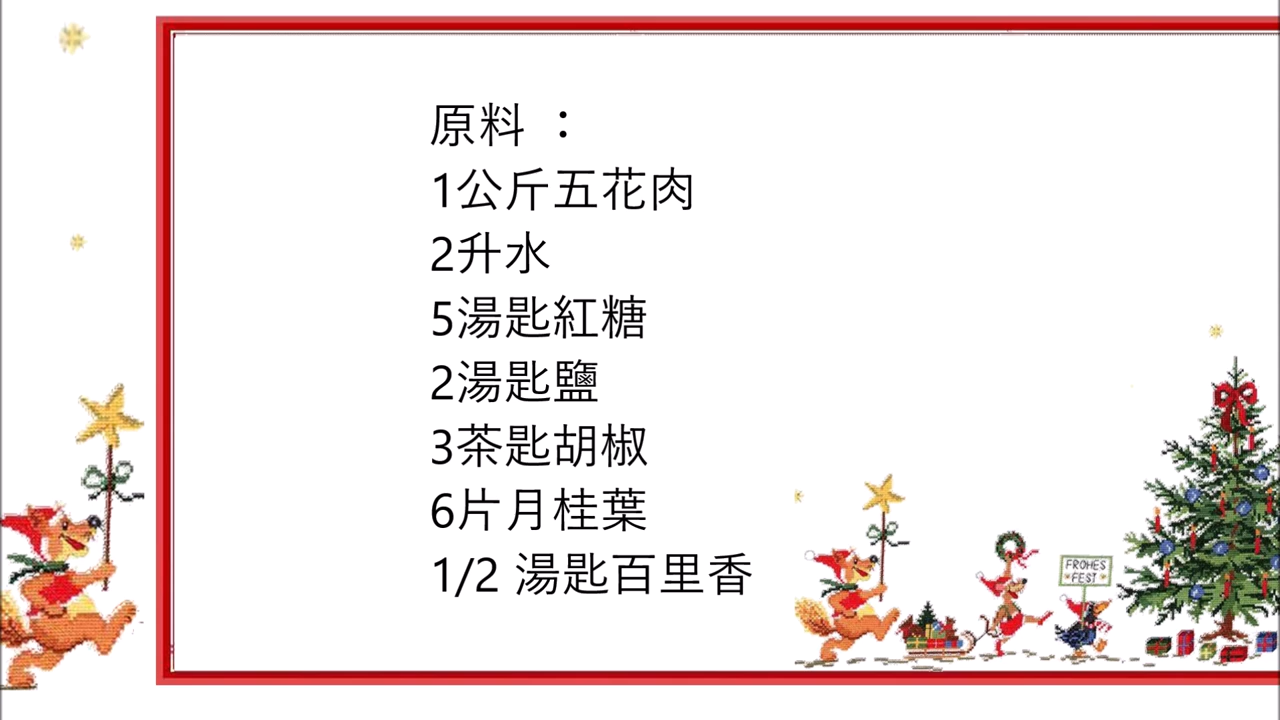 原料 ：
1公斤五花肉
2升水
5湯匙紅糖
2湯匙鹽
3茶匙胡椒
6片月桂葉
1/2 湯匙百里香
FROHES
FEST